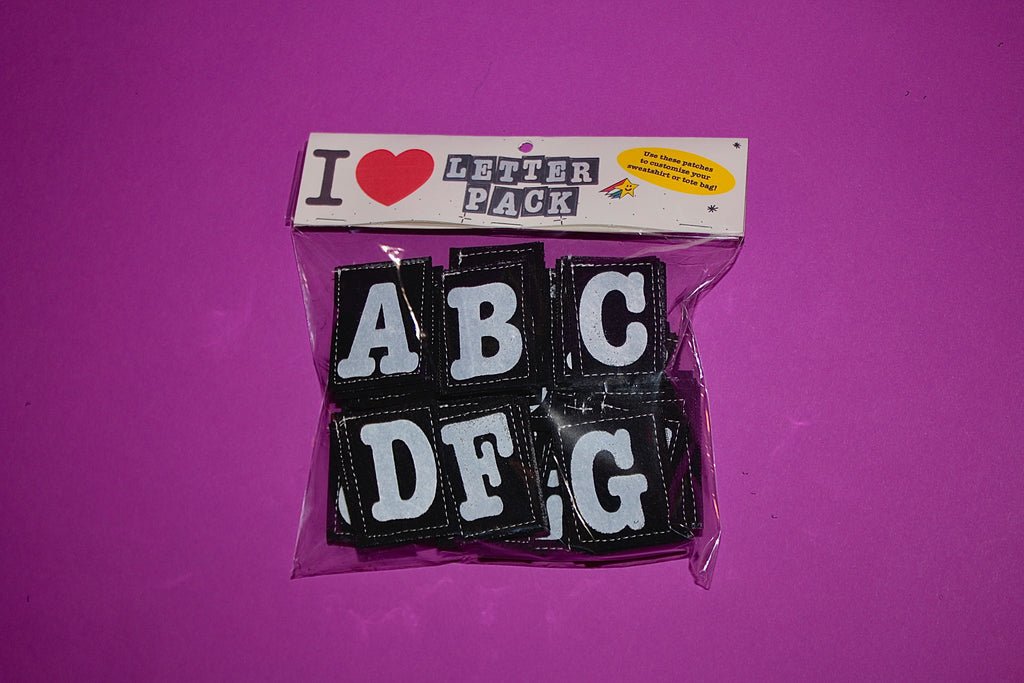 I ❤ LETTER
PACK
Use these patches
to customize your
sweatshirt or tote bag!
A B C
D F G